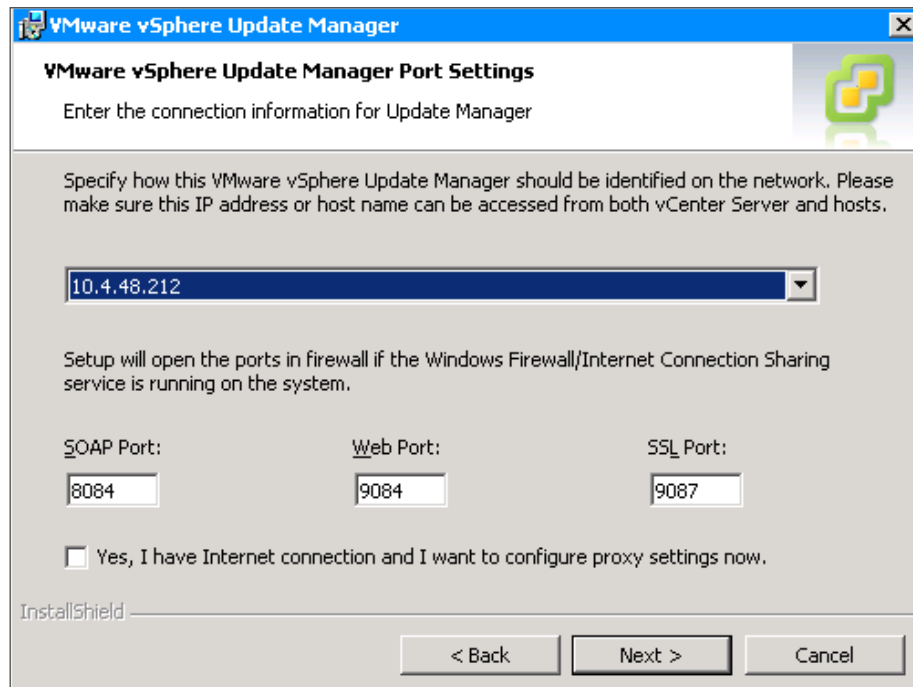 VMware vSphere Update Manager
VMware vSphere Update Manager Port Settings
Enter the connection information for Update Manager
Specify how this VMware vSphere Update Manager should be identified on the network. Please
make sure this IP address or host name can be accessed from both vCenter Server and hosts.
10.4.48.212
Setup will open the ports in firewall if the Windows Firewall/Internet Connection Sharing
service is running on the system.
SOAP Port: Web Port: SSL Port:
8084 9084 9087
Yes, I have Internet connection and I want to configure proxy settings now.
InstallShield
< Back Next > Cancel